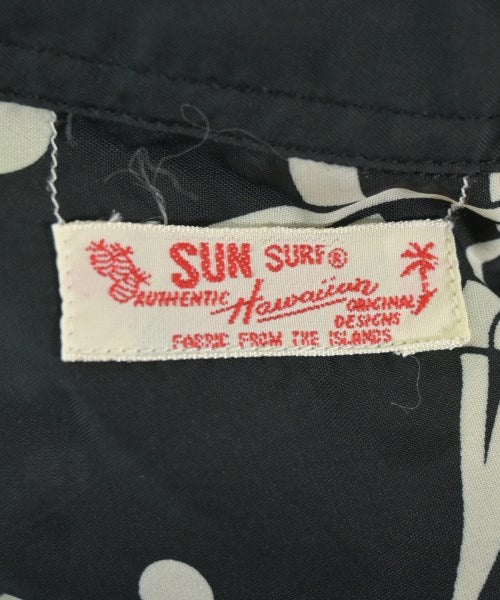 SUN SURF®
AUTHENTIC Hawaiian ORIGINAL
DESIGNS
FABRIC FROM THE ISLANDS